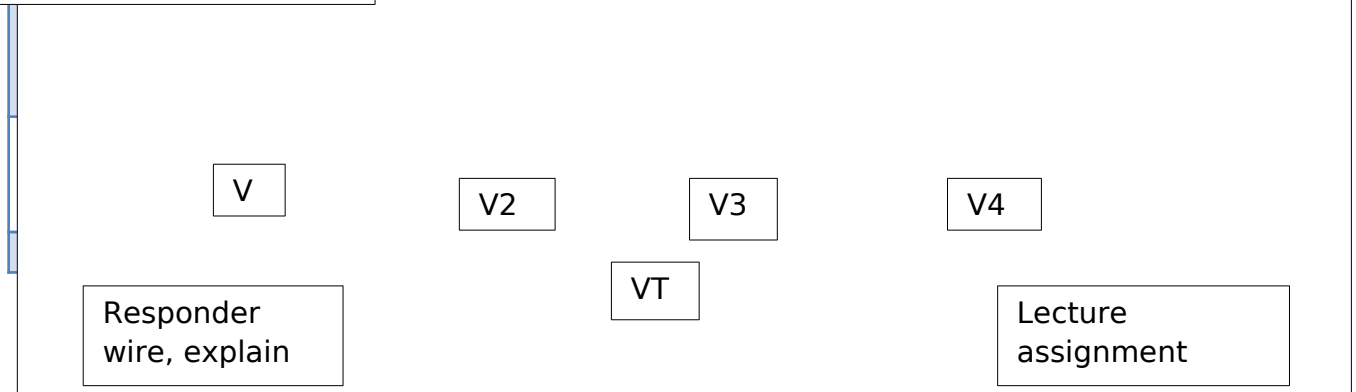 V
V2
V3
V4
VT
Responder
wire, explain
Lecture
assignment